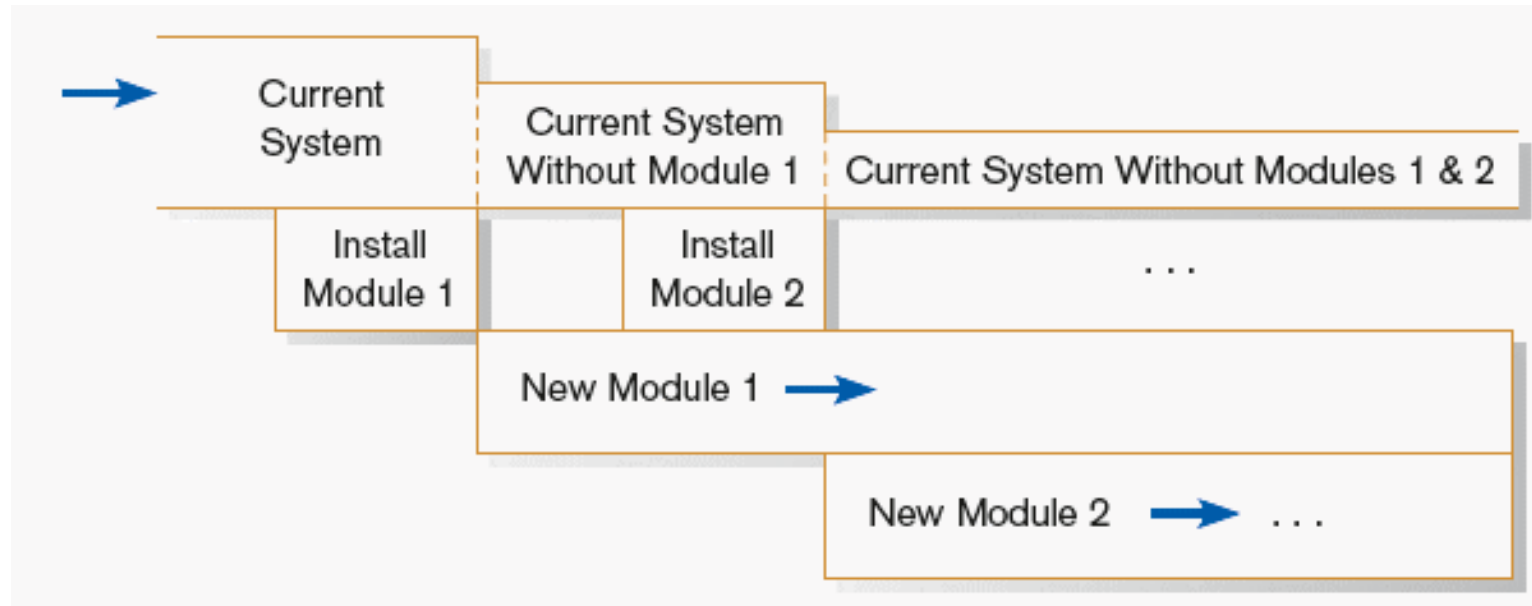 Current
System
Current System
Without Module 1
Current System Without Modules 1 & 2
Install
Module 1
Install
Module 2
. . .
New Module 1
New Module 2
. . .